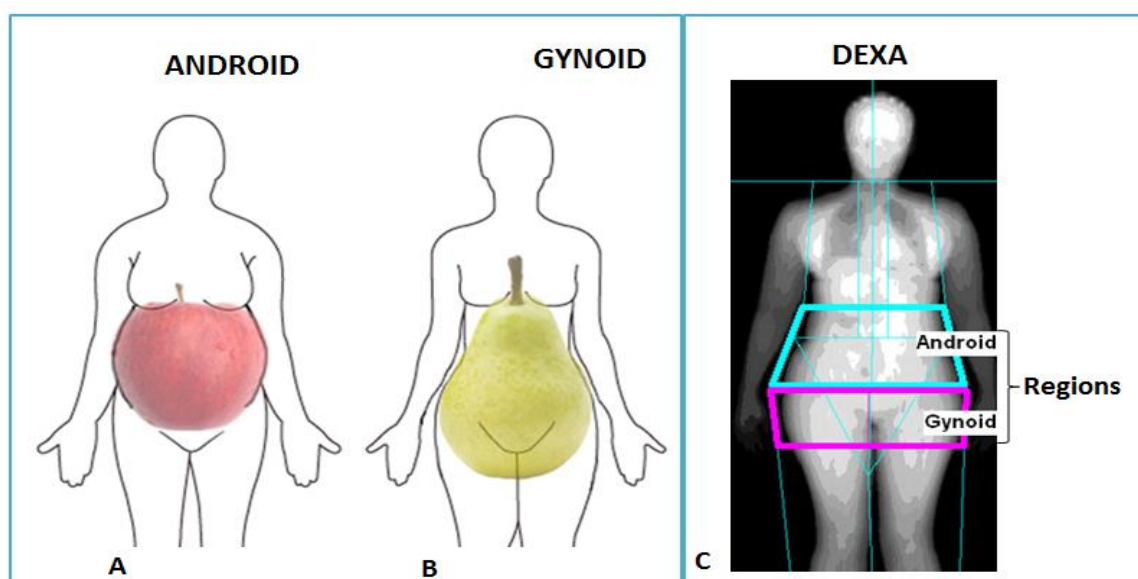 ANDROID
GYNOID
DEXA
Android
Regions
Gynoid
A
B
C